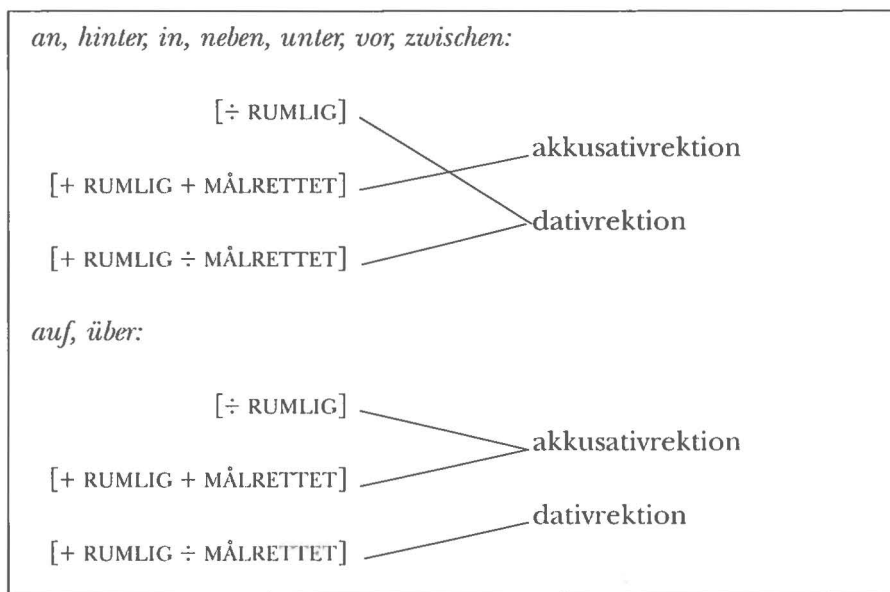 an, hinter, in, neben, unter, vor, zwischen:
[÷ RUMLIG]
akkusativrektion
[+ RUMLIG + MÅLRETTET]
dativrektion
[+ RUMLIG ÷ MÅLRETTET]
auf, über:
[÷ RUMLIG]
akkusativrektion
[+ RUMLIG + MÅLRETTET]
dativrektion
[+ RUMLIG ÷ MÅLRETTET]